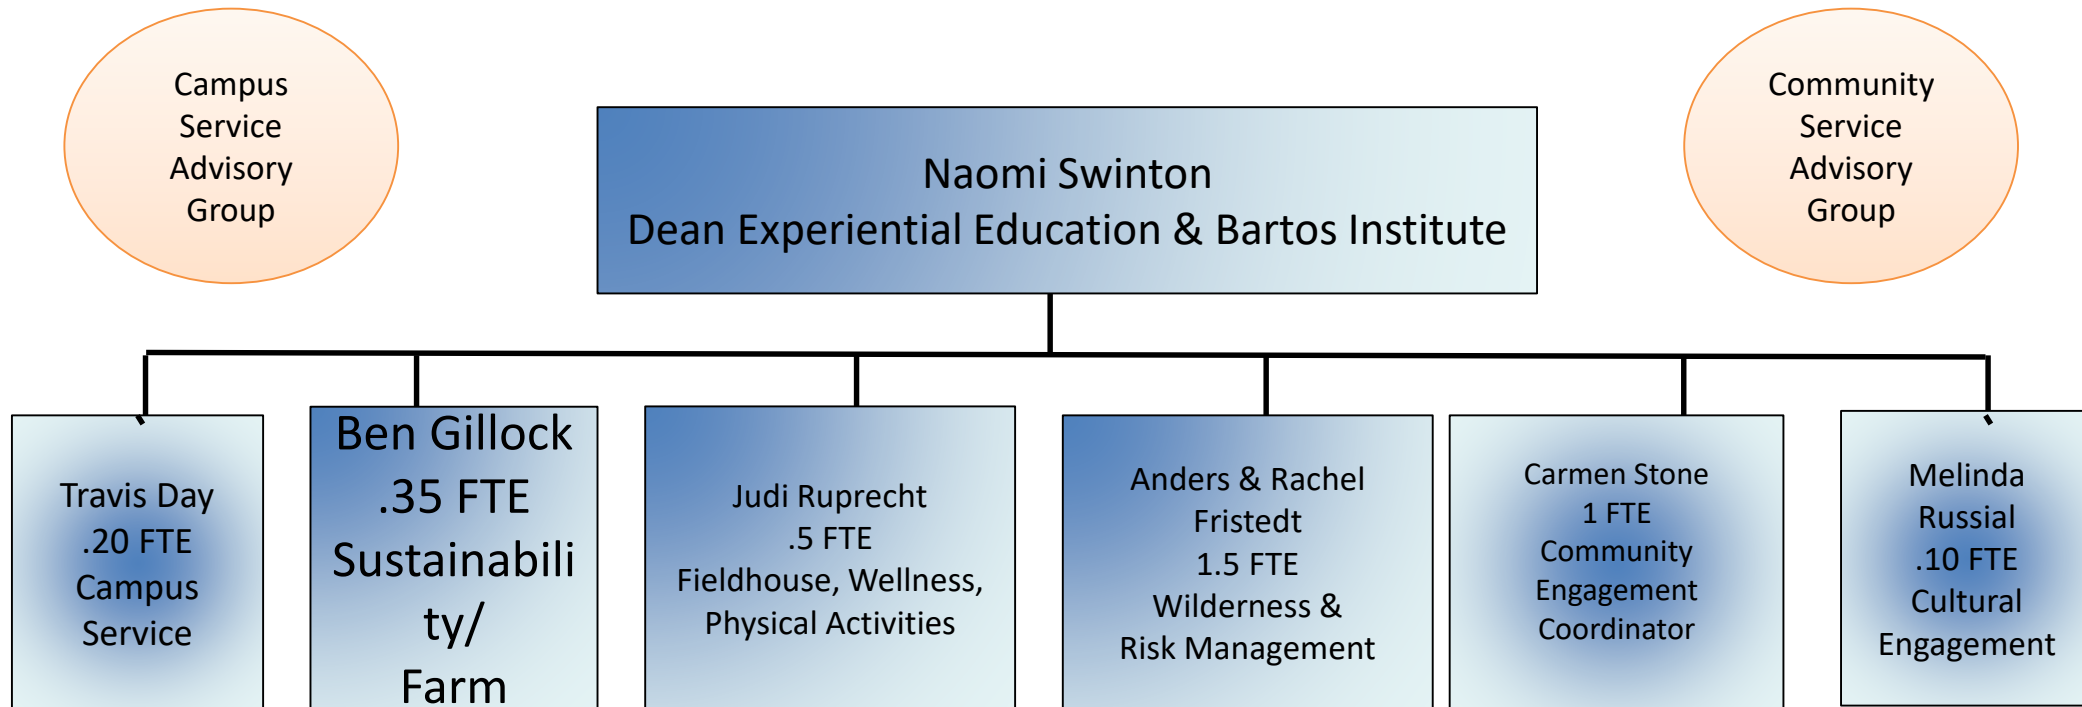 Campus
Service
Advisory
Group
Community
Service
Advisory
Group
Naomi Swinton
Dean Experiential Education & Bartos Institute
Travis Day
.20 FTE
Campus
Service
Ben Gillock
.35 FTE
Sustainabili
ty/
Farm
Judi Ruprecht
.5 FTE
Fieldhouse, Wellness,
Physical Activities
Anders & Rachel
Fristedt
1.5 FTE
Wilderness &
Risk Management
Carmen Stone
1 FTE
Community
Engagement
Coordinator
Melinda
Russial
.10 FTE
Cultural
Engagement